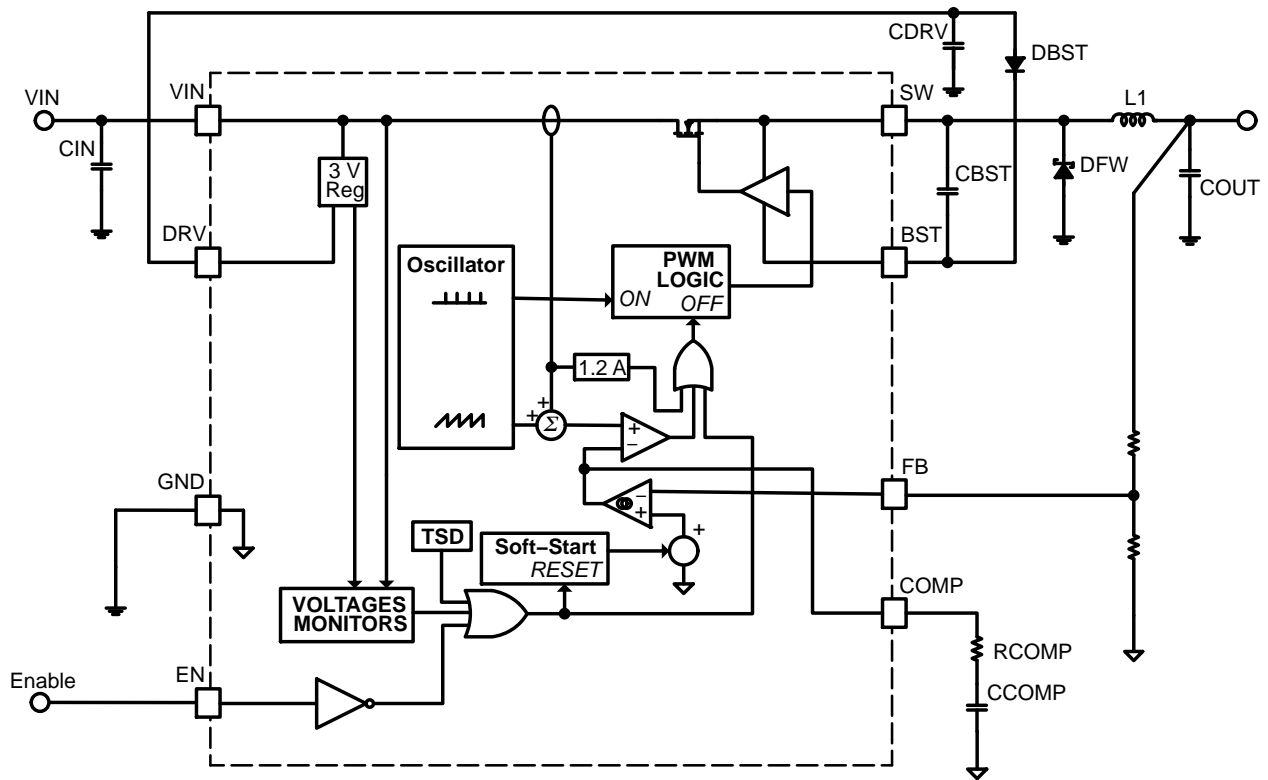 CDRV
DBST
VIN
VIN
SW
L1
CIN
3 V
Reg
CBST
DFW
COUT
DRV
BST
Oscillator
PWM
LOGIC
ON
OFF
1.2 A
+
+
Σ
+
−
FB
GND
−
+
TSD
Soft−Start
RESET
+
COMP
VOLTAGES
MONITORS
RCOMP
EN
Enable
CCOMP